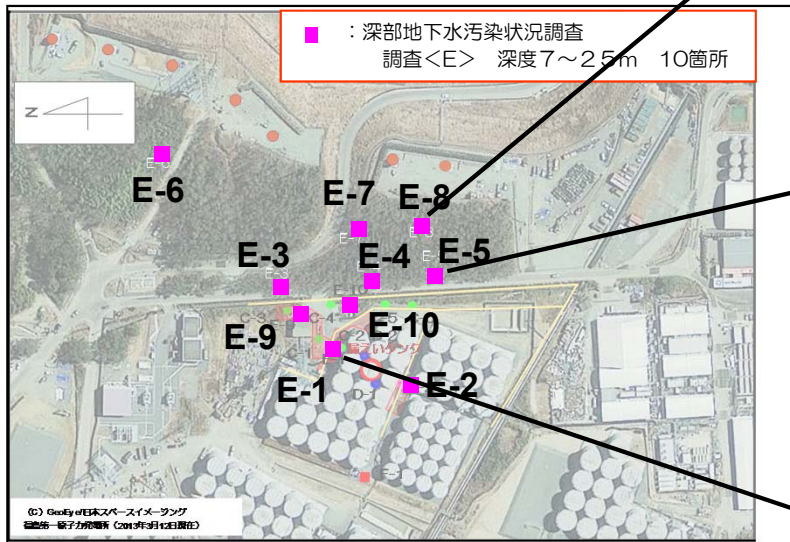 ：深部地下水汚染状況調査
調査<E>　深度7～25m　10箇所
N
E-6
E-7
E-8
E-3
E-4
E-5
E-9
E-10
C-4
E-1
E-2
D-1
(C) GeoEye/日本スペースイメージング
福島第一原子力発電所（2013年3月12日現在）